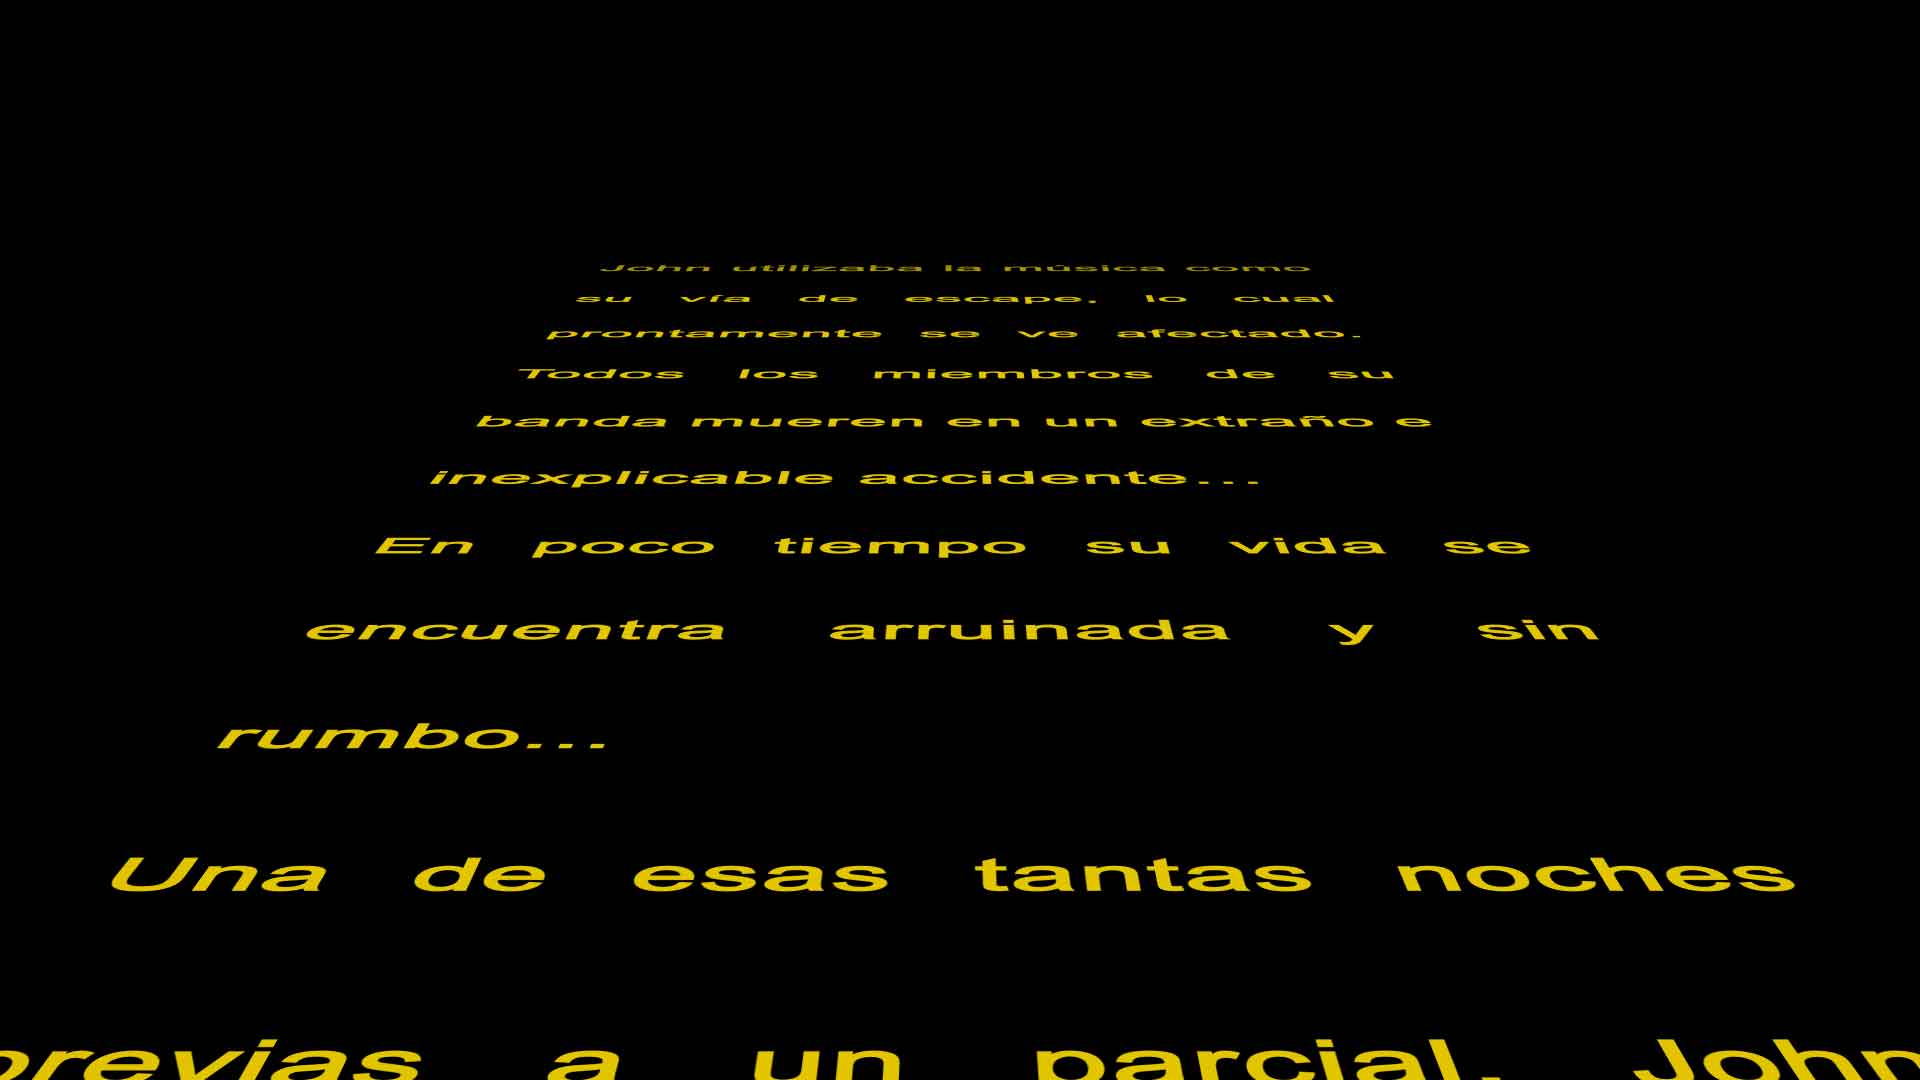 John utilizaba la música como
su vía de escape, lo cual
prontamente se ve afectado.
Todos los miembros de su
banda mueren en un extraño e
inexplicable accidente...
En poco tiempo su vida se
encuentra arruinada y sin
rumbo...
Una de esas tantas noches
previas a un parcial, John